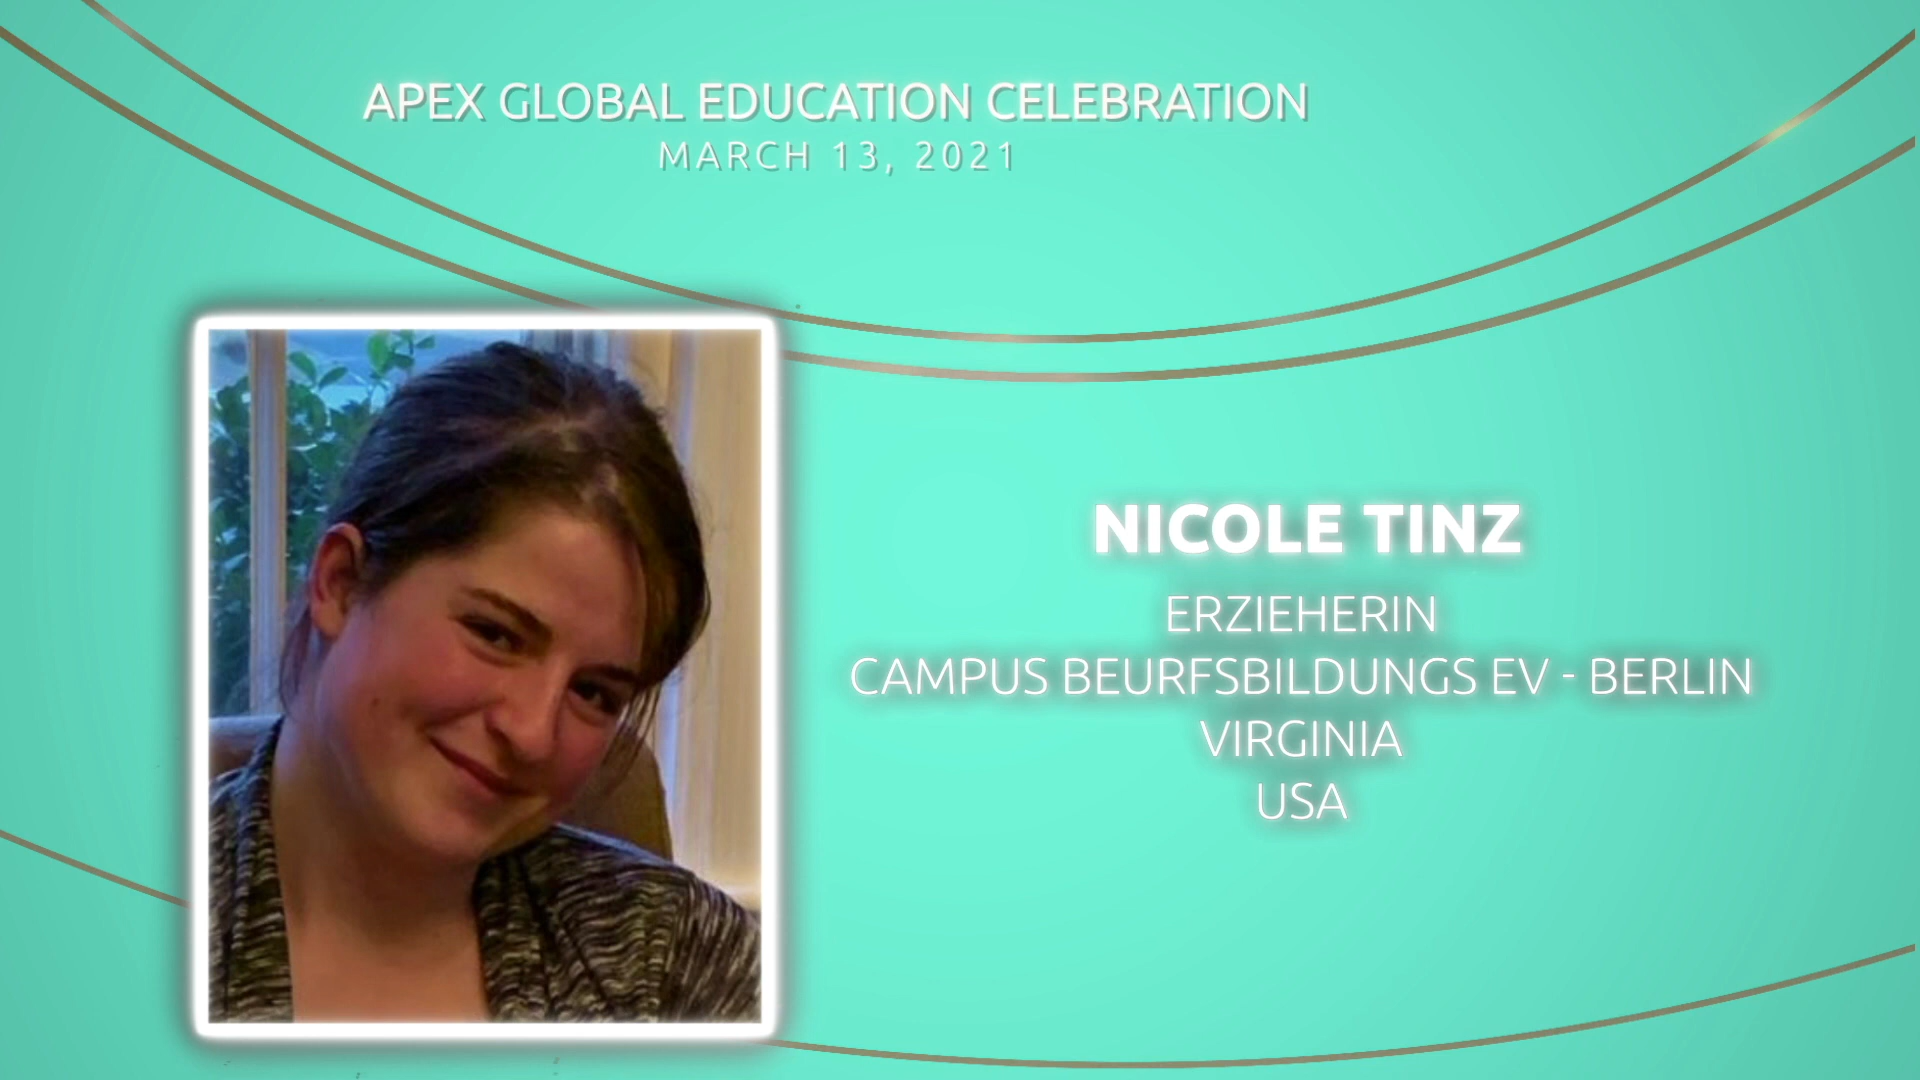 APEX GLOBAL EDUCATION CELEBRATION
MARCH 13, 2021
NICOLE TINZ
ERZIEHERIN
CAMPUS BEURFSBILDUNGS EV - BERLIN
VIRGINIA
USA